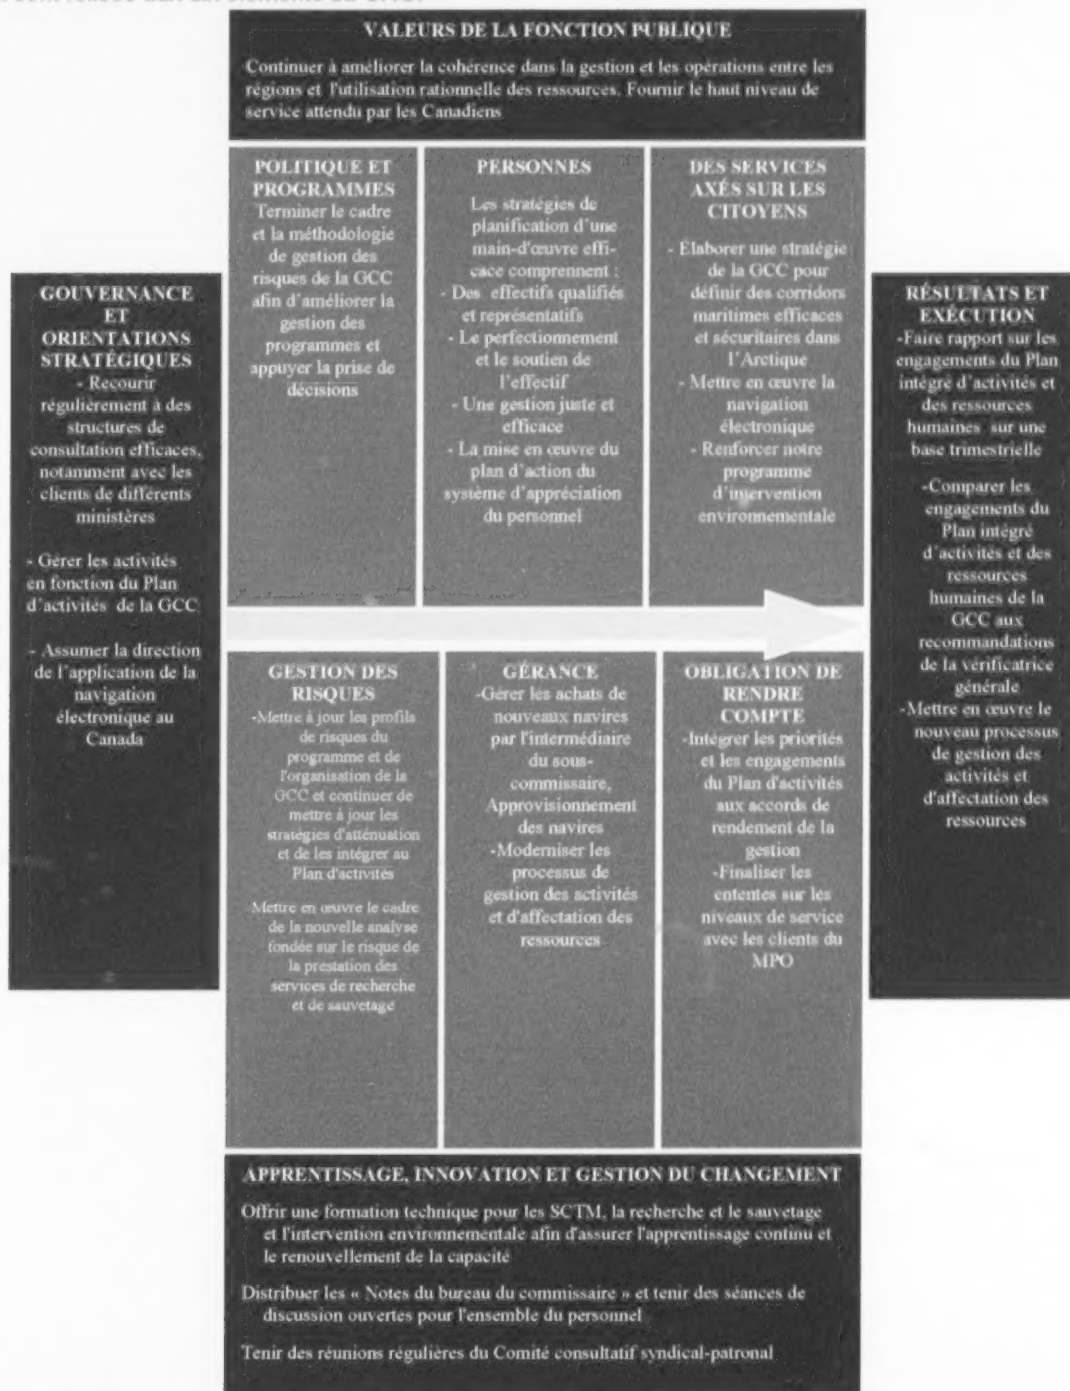 VALEURS DE LA FONCTION PUBLIQUE
Continuer à améliorer la cohérence dans la gestion et les opérations entre les
régions et l'utilisation rationnelle des ressources. Fournir le haut niveau de
service attendu par les Canadiens
GOUVERNANCE
ET
ORIENTATIONS
STRATÉGIQUES
- Recourir
régulièrement à des
structures de
consultation efficaces,
notamment avec les
clients de différents
ministères
- Gérer les activités
en fonction du Plan
d'activités de la GCC
- Assumer la direction
de l'application de la
navigation
électronique au
Canada
POLITIQUE ET
PROGRAMMES
Terminer le cadre
et la méthodologie
de gestion des
risques de la GCC
afin d'améliorer la
gestion des
programmes et
appuyer la prise de
décisions
PERSONNES
Les stratégies de
planification d'une
main-d'œuvre effi-
cace comprennent :
- Des effectifs qualifiés
et représentatifs
- Le perfectionnement
et le soutien de
l'effectif
- Une gestion juste et
efficace
- La mise en œuvre du
plan d'action du
système d'appréciation
du personnel
DES SERVICES
AXÉS SUR LES
CITOYENS
- Élaborer une stratégie
de la GCC pour
définir des corridors
maritimes efficaces
et sécuritaires dans
l'Arctique
- Mettre en œuvre la
navigation
électronique
- Renforcer notre
programme
d'intervention
environnementale
GESTION DES
RISQUES
-Mettre à jour les profils
de risques du
programme et de
l'organisation de la
GCC et continuer de
mettre à jour les
stratégies d'atténuation
et de les intégrer au
Plan d'activités
-Mettre en œuvre le cadre
de la nouvelle analyse
fondée sur le risque de
la prestation des
services de recherche
et de sauvetage
GÉRANCE
-Gérer les achats de
nouveaux navires
par l'intermédiaire
du sous-
commissaire,
Approvisionnement
des navires
-Moderniser les
processus de
gestion des activités
et d'affectation des
ressources
OBLIGATION DE
RENDRE
COMPTE
-Intégrer les priorités
et les engagements
du Plan d'activités
aux accords de
rendement de la
gestion
-Finaliser les
ententes sur les
niveaux de service
avec les clients du
MPO
RÉSULTATS ET
EXÉCUTION
-Faire rapport sur les
engagements du Plan
intégré d'activités et
des ressources
humaines sur une
base trimestrielle
-Comparer les
engagements du
Plan intégré
d'activités et des
ressources
humaines de la
GCC aux
recommandations
de la vérificatrice
générale
-Mettre en œuvre le
nouveau processus
de gestion des
activités et
d'affectation des
ressources
APPRENTISSAGE, INNOVATION ET GESTION DU CHANGEMENT
Offrir une formation technique pour les SCTM, la recherche et le sauvetage
et l'intervention environnementale afin d'assurer l'apprentissage continu et
le renouvellement de la capacité
Distribuer les « Notes du bureau du commissaire » et tenir des séances de
discussion ouvertes pour l'ensemble du personnel
Tenir des réunions régulières du Comité consultatif syndical-patronal